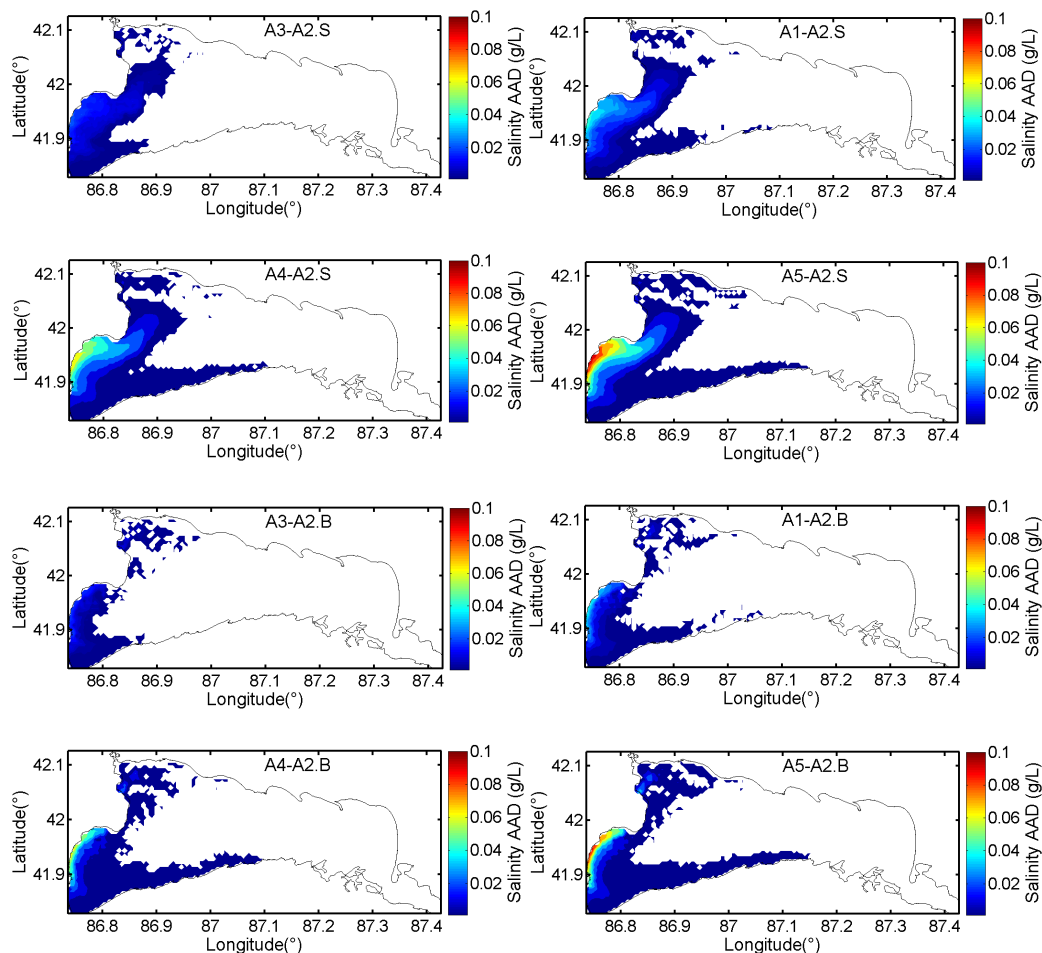 A3-A2.S
42.1
42
41.9
Latitude(°)
86.8 86.9 87 87.1 87.2 87.3 87.4
Longitude(°)
0.1
0.08
0.06
0.04
0.02
Salinity AAD (g/L)
A1-A2.S
42.1
42
41.9
Latitude(°)
86.8 86.9 87 87.1 87.2 87.3 87.4
Longitude(°)
0.1
0.08
0.06
0.04
0.02
Salinity AAD (g/L)
A4-A2.S
42.1
42
41.9
Latitude(°)
86.8 86.9 87 87.1 87.2 87.3 87.4
Longitude(°)
0.1
0.08
0.06
0.04
0.02
Salinity AAD (g/L)
A5-A2.S
42.1
42
41.9
Latitude(°)
86.8 86.9 87 87.1 87.2 87.3 87.4
Longitude(°)
0.1
0.08
0.06
0.04
0.02
Salinity AAD (g/L)
A3-A2.B
42.1
42
41.9
Latitude(°)
86.8 86.9 87 87.1 87.2 87.3 87.4
Longitude(°)
0.1
0.08
0.06
0.04
0.02
Salinity AAD (g/L)
A1-A2.B
42.1
42
41.9
Latitude(°)
86.8 86.9 87 87.1 87.2 87.3 87.4
Longitude(°)
0.1
0.08
0.06
0.04
0.02
Salinity AAD (g/L)
A4-A2.B
42.1
42
41.9
Latitude(°)
86.8 86.9 87 87.1 87.2 87.3 87.4
Longitude(°)
0.1
0.08
0.06
0.04
0.02
Salinity AAD (g/L)
A5-A2.B
42.1
42
41.9
Latitude(°)
86.8 86.9 87 87.1 87.2 87.3 87.4
Longitude(°)
0.1
0.08
0.06
0.04
0.02
Salinity AAD (g/L)